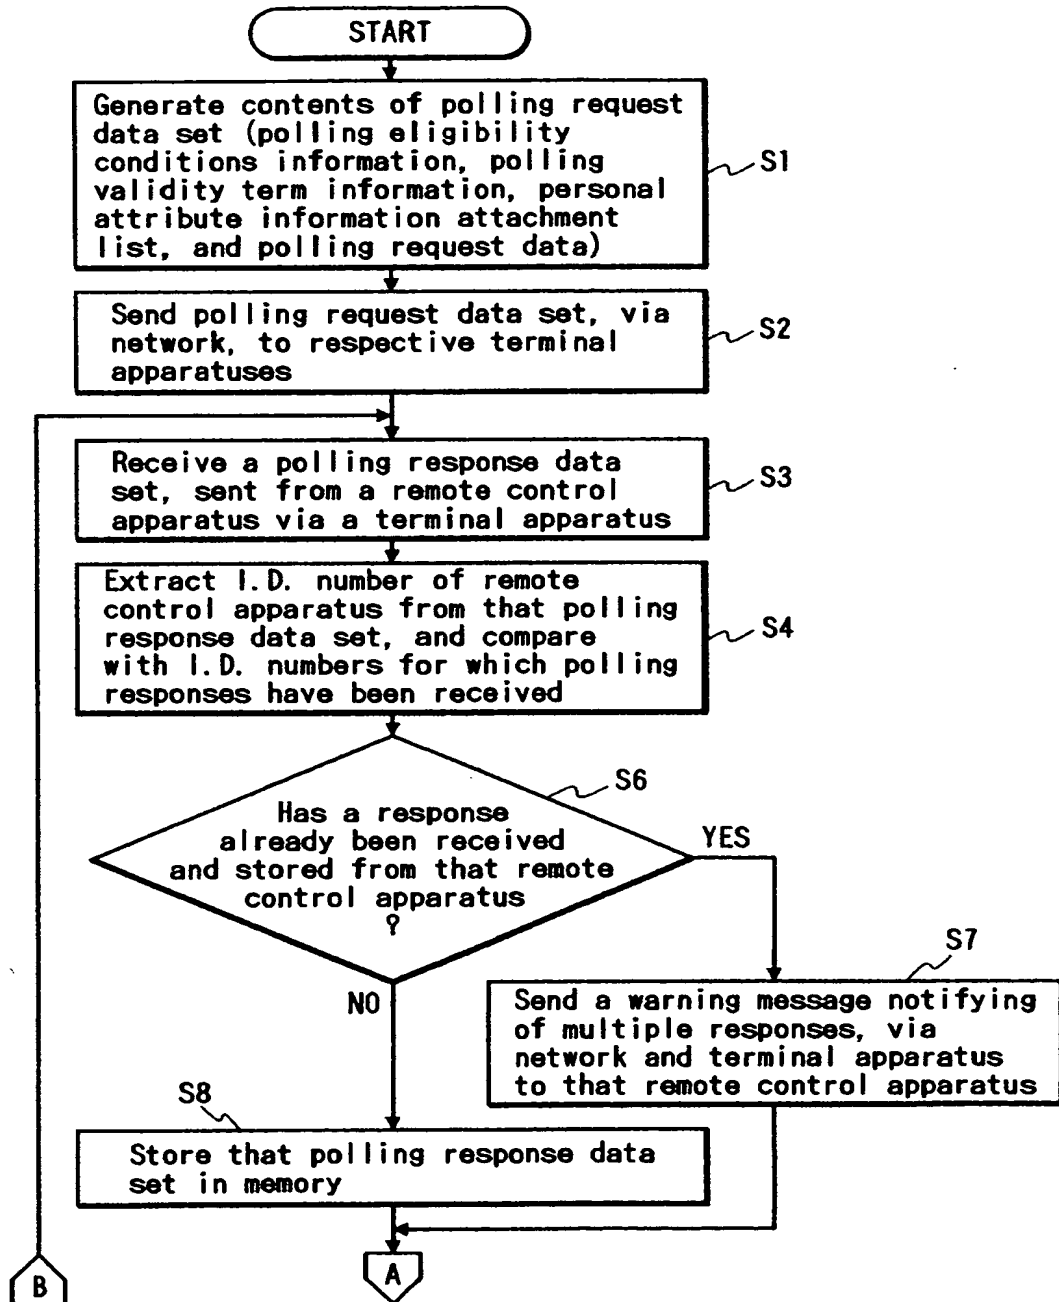 START
Generate contents of polling request
data set (polling eligibility
conditions information, polling
validity term information, personal
attribute information attachment
list, and polling request data)
S1
Send polling request data set, via
network, to respective terminal
apparatuses
S2
Receive a polling response data
set, sent from a remote control
apparatus via a terminal apparatus
S3
Extract I.D. number of remote
control apparatus from that polling
response data set, and compare
with I.D. numbers for which polling
responses have been received
S4
S6
Has a response
already been received
and stored from that remote
control apparatus
?
YES
NO
S7
Send a warning message notifying
of multiple responses, via
network and terminal apparatus
to that remote control apparatus
S8
Store that polling response data
set in memory
B
A